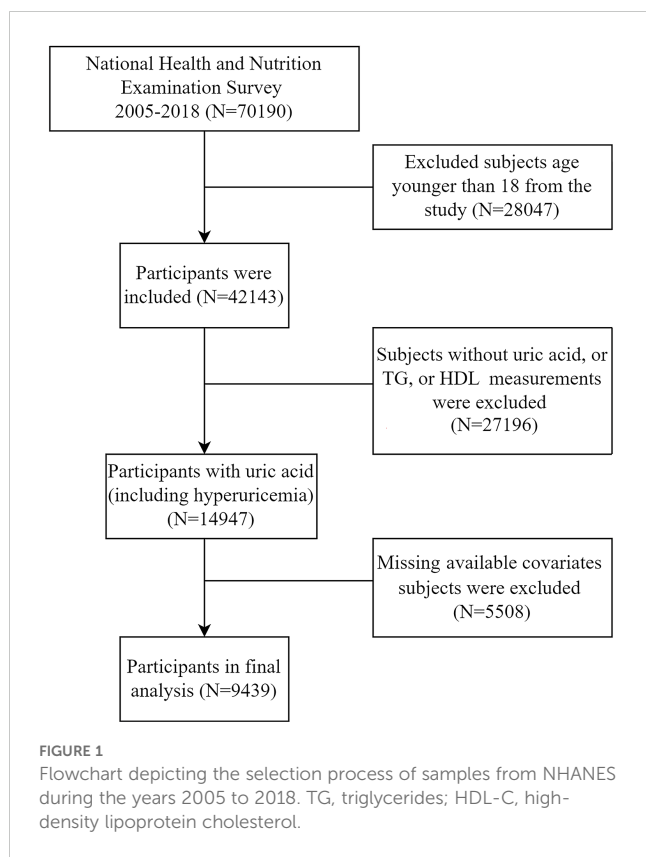 National Health and Nutrition
Examination Survey
2005-2018 (N=70190)
Excluded subjects age
younger than 18 from the
study (N=28047)
Participants were
included (N=42143)
Subjects without uric acid, or
TG, or HDL measurements
were excluded
(N=27196)
Participants with uric acid
(including hyperuricemia)
(N=14947)
Missing available covariates
subjects were excluded
(N=5508)
Participants in final
analysis (N=9439)
FIGURE 1
Flowchart depicting the selection process of samples from NHANES
during the years 2005 to 2018. TG, triglycerides; HDL-C, high-
density lipoprotein cholesterol.